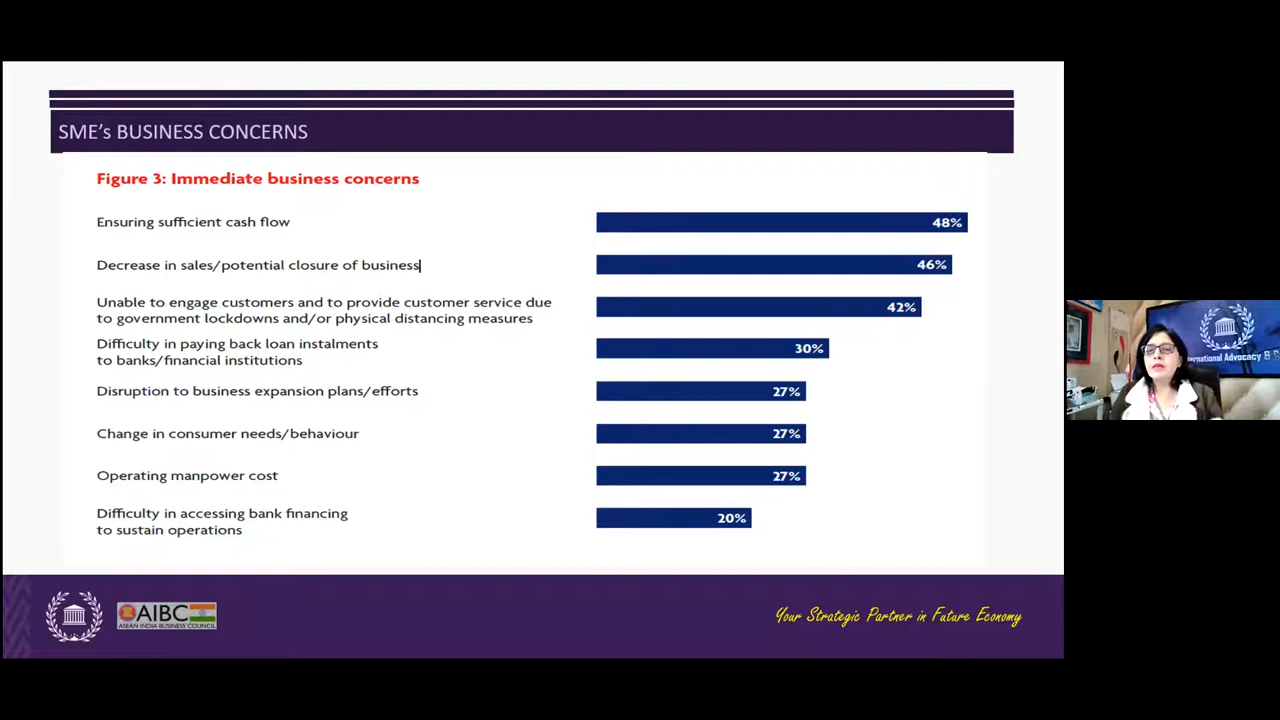 SME's BUSINESS CONCERNS
Figure 3: Immediate business concerns
Ensuring sufficient cash flow
48%
Decrease in sales/potential closure of business
46%
Unable to engage customers and to provide customer service due
to government lockdowns and/or physical distancing measures
42%
Difficulty in paying back loan instalments
to banks/financial institutions
30%
Disruption to business expansion plans/efforts
27%
Change in consumer needs/behaviour
27%
Operating manpower cost
27%
Difficulty in accessing bank financing
to sustain operations
20%
AIBC
ASEAN INDIA BUSINESS COUNCIL
Your Strategic Partner in Future Economy
nternational Advocacy &